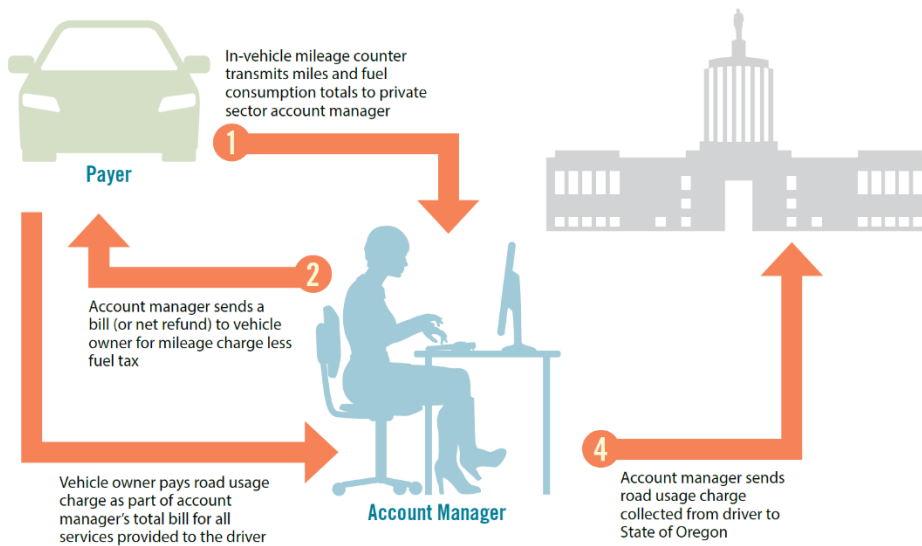 In-vehicle mileage counter
transmits miles and fuel
consumption totals to private
sector account manager
1
Payer
2
Account manager sends a
bill (or net refund) to vehicle
owner for mileage charge less
fuel tax
Vehicle owner pays road usage
charge as part of account
manager's total bill for all
services provided to the driver
Account Manager
4
Account manager sends
road usage charge
collected from driver to
State of Oregon